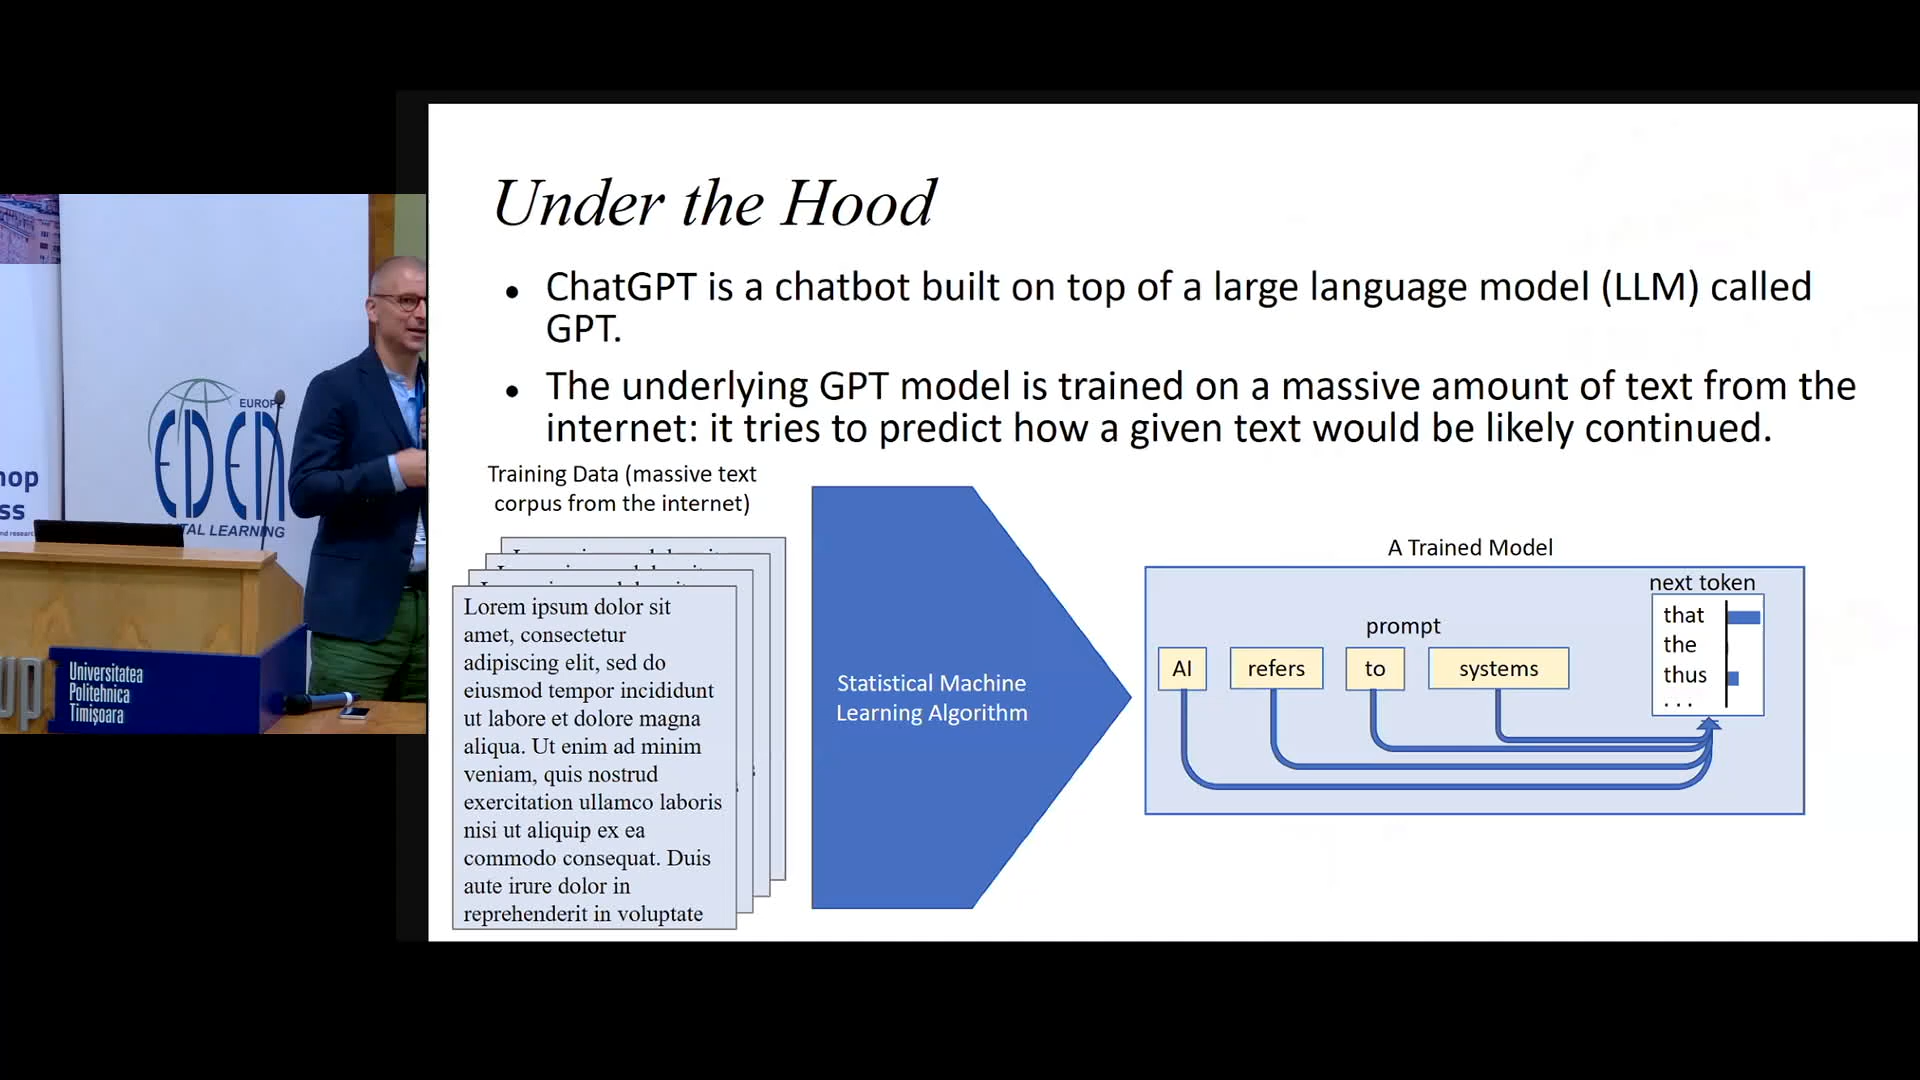 Under the Hood
• ChatGPT is a chatbot built on top of a large language model (LLM) called
GPT.
• The underlying GPT model is trained on a massive amount of text from the
internet: it tries to predict how a given text would be likely continued.
Training Data (massive text
corpus from the internet)
Lorem ipsum dolor sit
amet, consectetur
adipiscing elit, sed do
eiusmod tempor incididunt
ut labore et dolore magna
aliqua. Ut enim ad minim
veniam, quis nostrud
exercitation ullamco laboris
nisi ut aliquip ex ea
commodo consequat. Duis
aute irure dolor in
reprehenderit in voluptate
Statistical Machine
Learning Algorithm
A Trained Model
next token
that
the
thus
. . .
prompt
AI
refers
to
systems
EUROPE
EDEN
DIGITAL LEARNING
Universitatea
Politehnica
Timișoara